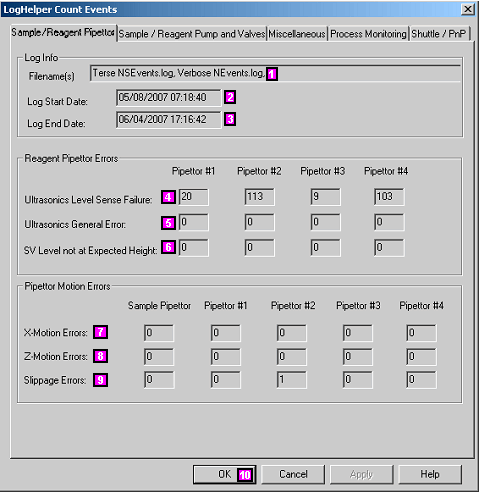 LogHelper Count Events
Sample/Reagent Pipettor Sample / Reagent Pump and Valves Miscellaneous Process Monitoring Shuttle / PnP
Log Info
Filename(s) Terse NSEvents.log, Verbose NEvents.log, 1
Log Start Date: 05/08/2007 07:18:40 2
Log End Date: 06/04/2007 17:16:42 3
Reagent Pipettor Errors
Pipettor #1 Pipettor #2 Pipettor #3 Pipettor #4
Ultrasonics Level Sense Failure: 4 20 113 9 103
Ultrasonics General Error: 5 0 0 0 0
SV Level not at Expected Height: 6 0 0 0 0
Pipettor Motion Errors
Sample Pipettor Pipettor #1 Pipettor #2 Pipettor #3 Pipettor #4
X-Motion Errors: 7 0 0 0 0 0
Z-Motion Errors: 8 0 0 0 0 0
Slippage Errors: 9 0 0 1 0 0
OK 10 Cancel Apply Help